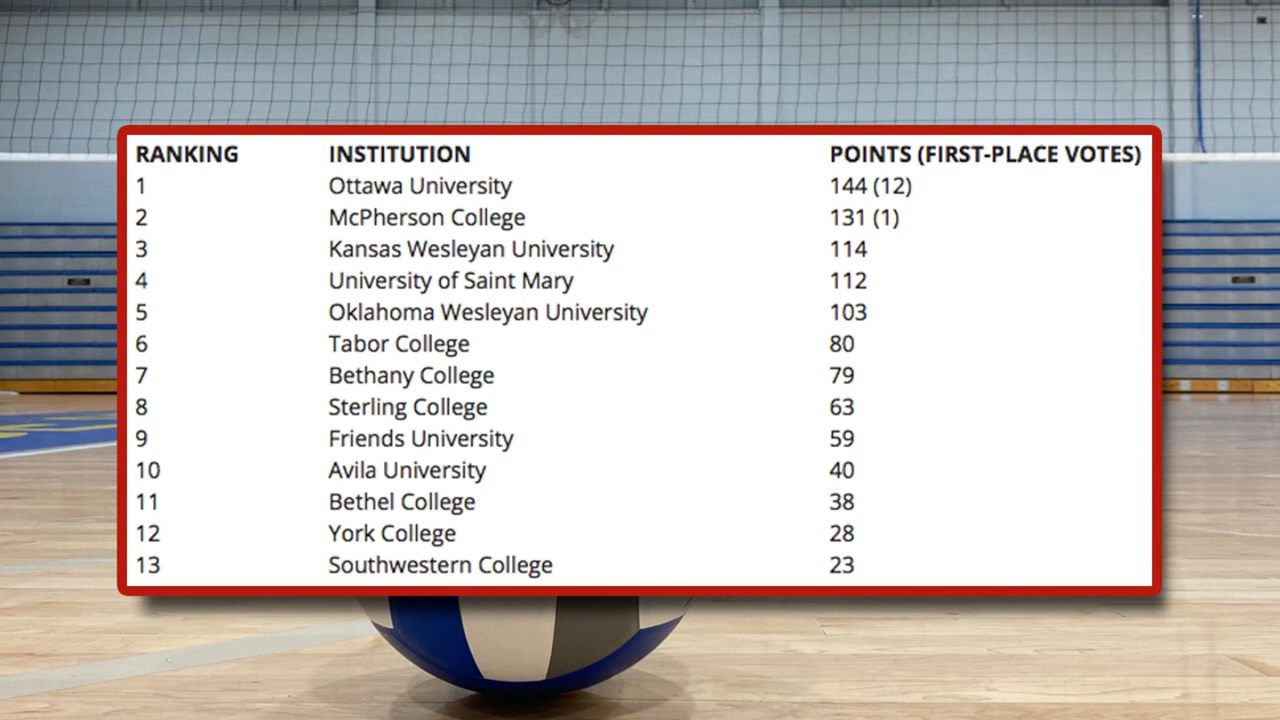 RANKING INSTITUTION POINTS (FIRST-PLACE VOTES)
1 Ottawa University 144 (12)
2 McPherson College 131 (1)
3 Kansas Wesleyan University 114
4 University of Saint Mary 112
5 Oklahoma Wesleyan University 103
6 Tabor College 80
7 Bethany College 79
8 Sterling College 63
9 Friends University 59
10 Avila University 40
11 Bethel College 38
12 York College 28
13 Southwestern College 23